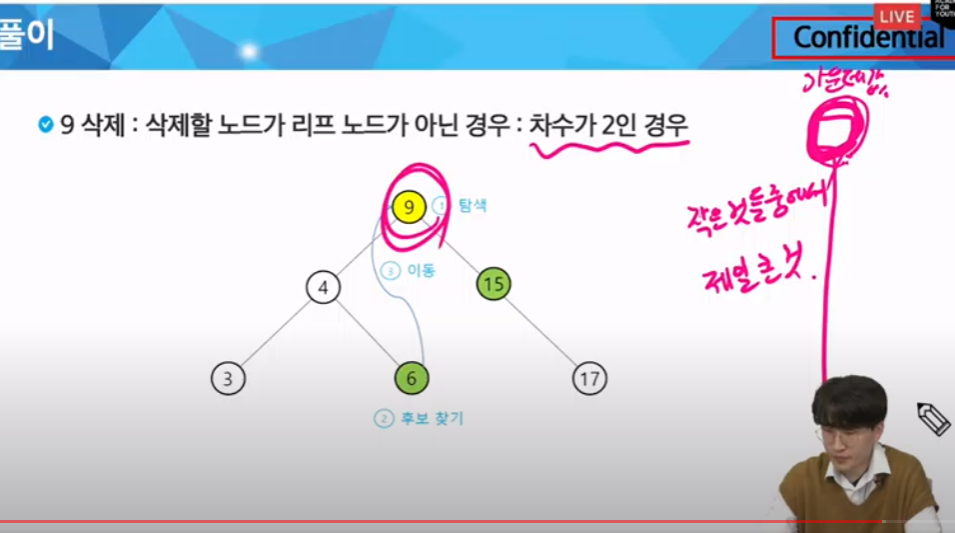 풀이
LIVE
FOR
YOUTH
Confidential
가운데값.
9 삭제 : 삭제할 노드가 리프 노드가 아닌 경우 : 차수가 2인 경우
9
① 탐색
작은 것들중에서
③ 이동
제일 큰 것.
4
15
3
6
17
② 후보 찾기